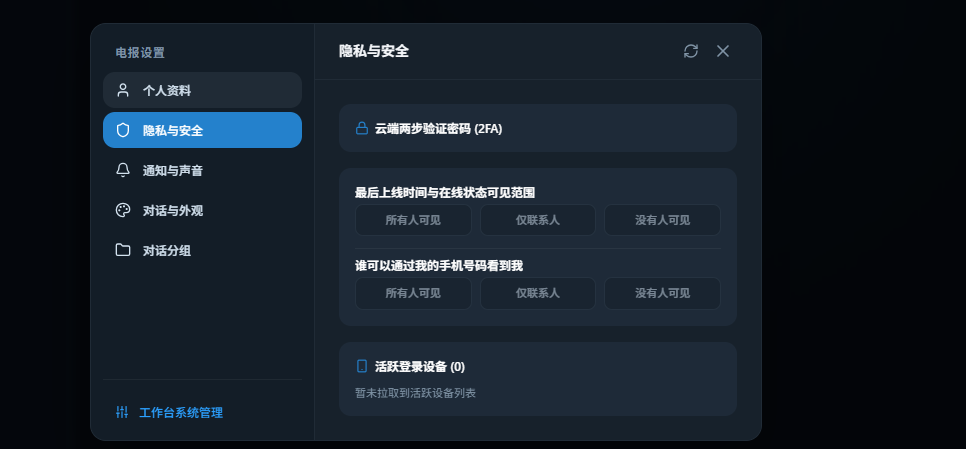 电报设置
个人资料
隐私与安全
通知与声音
对话与外观
对话分组
工作台系统管理
隐私与安全
云端两步验证密码 (2FA)
最后上线时间与在线状态可见范围
所有人可见 仅联系人 没有人可见
谁可以通过我的手机号码看到我
所有人可见 仅联系人 没有人可见
活跃登录设备 (0)
暂未拉取到活跃设备列表